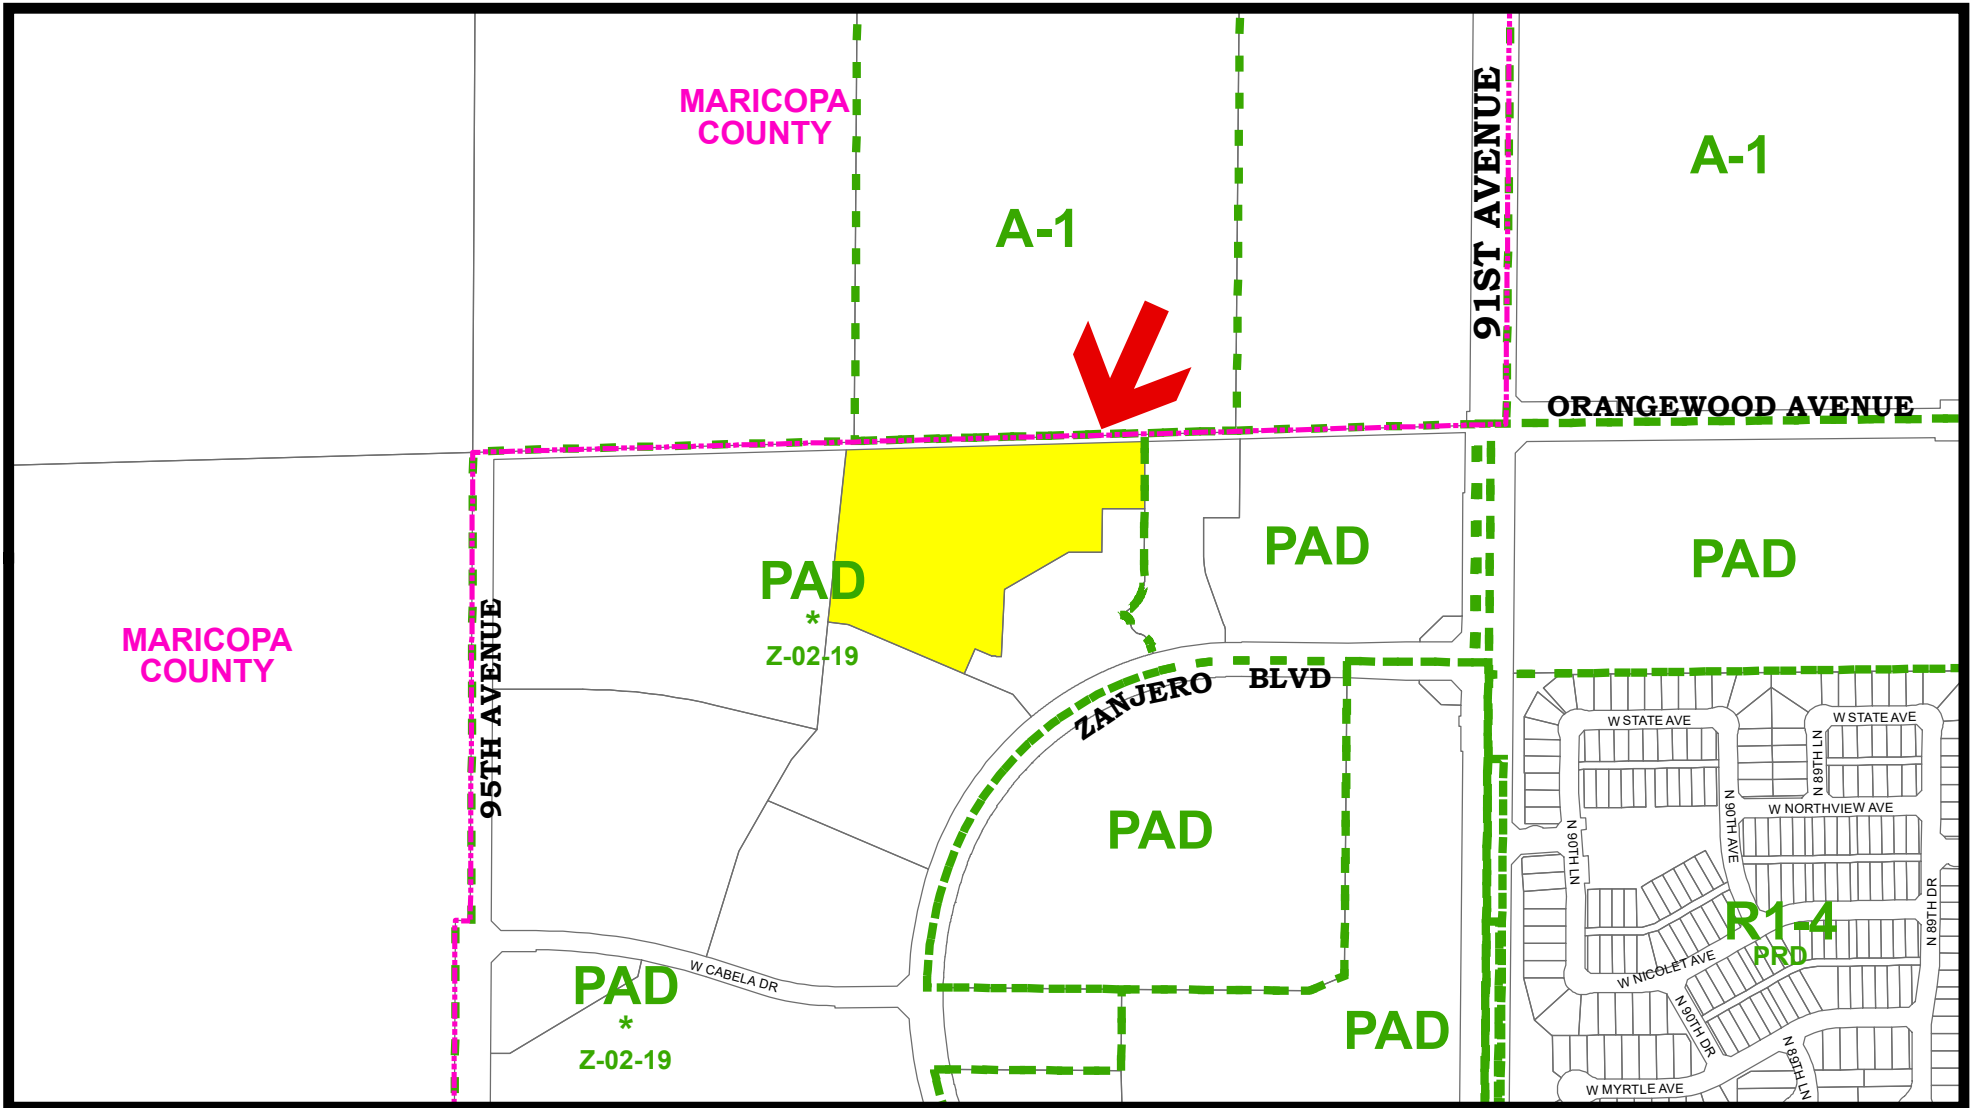 MARICOPA
COUNTY
A-1
91ST AVENUE
A-1
ORANGEWOOD AVENUE
PAD
*
Z-02-19
PAD
PAD
MARICOPA
COUNTY
95TH AVENUE
ZANJERO BLVD
W STATE AVE
W STATE AVE
N 89TH LN
N 90TH AVE
W NORTHVIEW AVE
N 90TH LN
PAD
N 89TH DR
R1-4
PRD
W NICOLET AVE
W CABELA DR
PAD
*
Z-02-19
PAD
N 90TH DR
N 89TH LN
W MYRTLE AVE